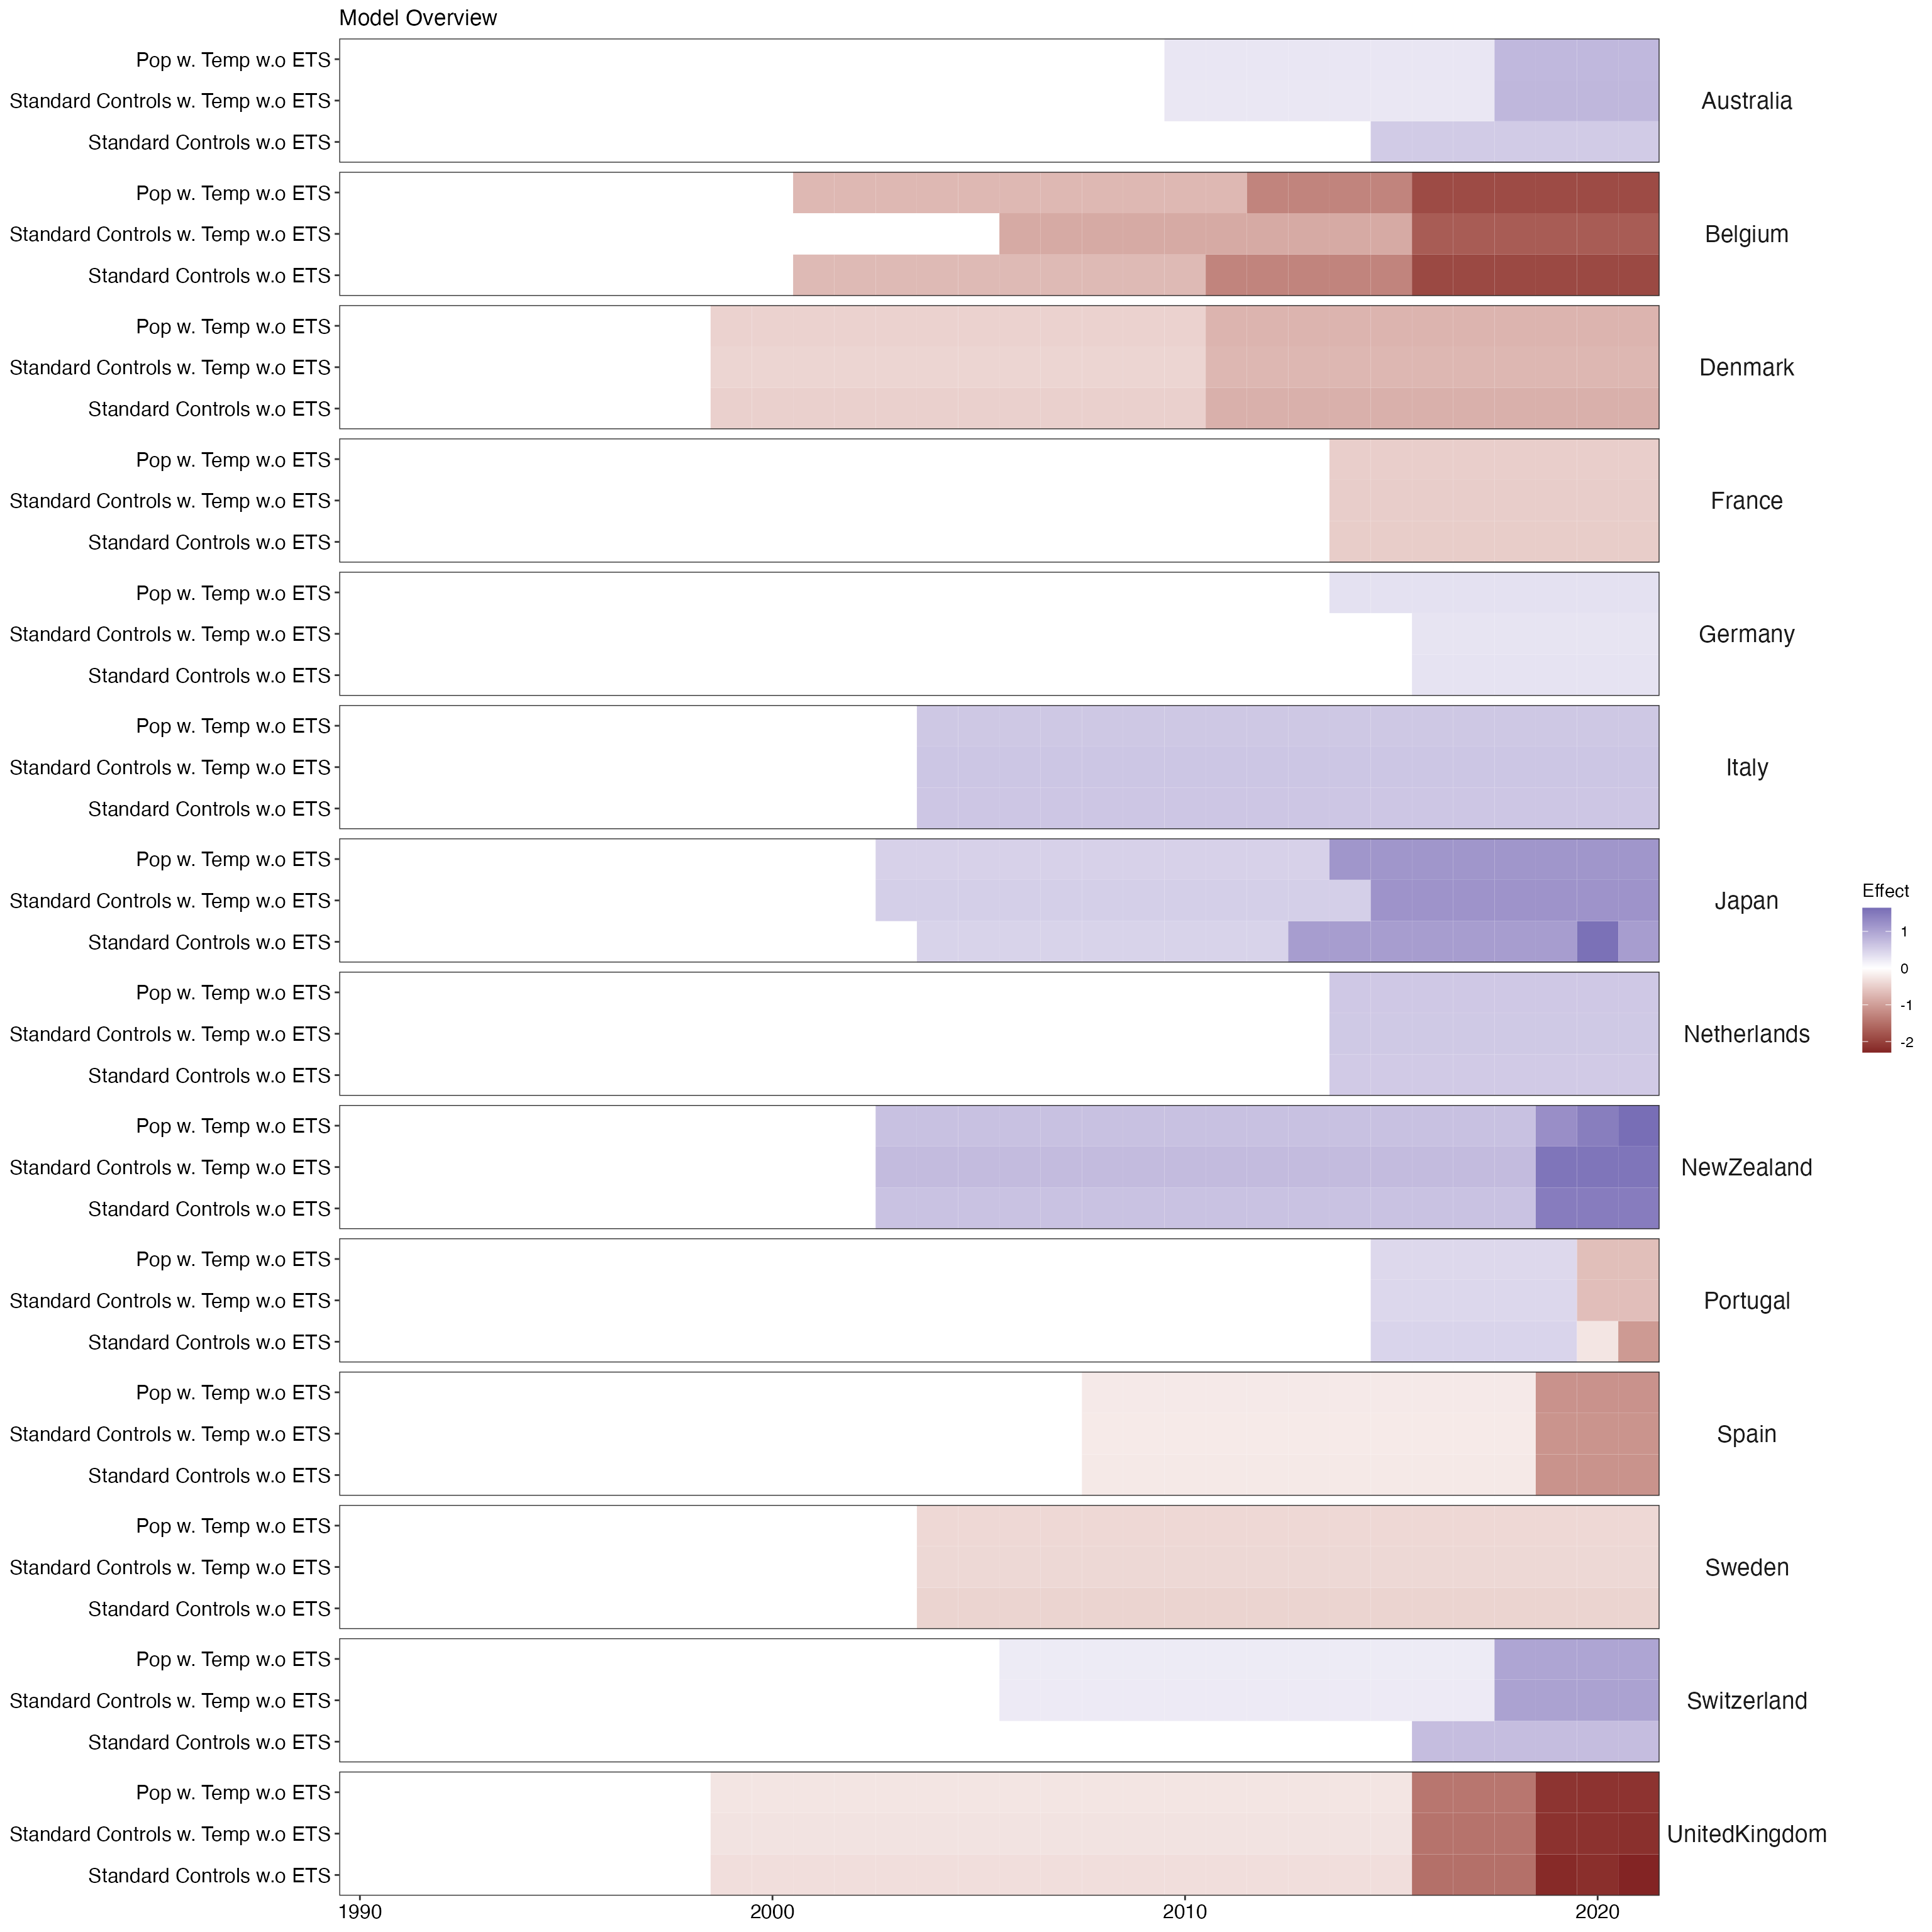 Model Overview
Pop w. Temp w.o ETS
Standard Controls w. Temp w.o ETS
Standard Controls w.o ETS
Australia
Pop w. Temp w.o ETS
Standard Controls w. Temp w.o ETS
Standard Controls w.o ETS
Belgium
Pop w. Temp w.o ETS
Standard Controls w. Temp w.o ETS
Standard Controls w.o ETS
Denmark
Pop w. Temp w.o ETS
Standard Controls w. Temp w.o ETS
Standard Controls w.o ETS
France
Pop w. Temp w.o ETS
Standard Controls w. Temp w.o ETS
Standard Controls w.o ETS
Germany
Pop w. Temp w.o ETS
Standard Controls w. Temp w.o ETS
Standard Controls w.o ETS
Italy
Pop w. Temp w.o ETS
Standard Controls w. Temp w.o ETS
Standard Controls w.o ETS
Japan
Pop w. Temp w.o ETS
Standard Controls w. Temp w.o ETS
Standard Controls w.o ETS
Netherlands
Pop w. Temp w.o ETS
Standard Controls w. Temp w.o ETS
Standard Controls w.o ETS
NewZealand
Pop w. Temp w.o ETS
Standard Controls w. Temp w.o ETS
Standard Controls w.o ETS
Portugal
Pop w. Temp w.o ETS
Standard Controls w. Temp w.o ETS
Standard Controls w.o ETS
Spain
Pop w. Temp w.o ETS
Standard Controls w. Temp w.o ETS
Standard Controls w.o ETS
Sweden
Pop w. Temp w.o ETS
Standard Controls w. Temp w.o ETS
Standard Controls w.o ETS
Switzerland
Pop w. Temp w.o ETS
Standard Controls w. Temp w.o ETS
Standard Controls w.o ETS
UnitedKingdom
1990 2000 2010 2020
Effect
1
0
-1
-2